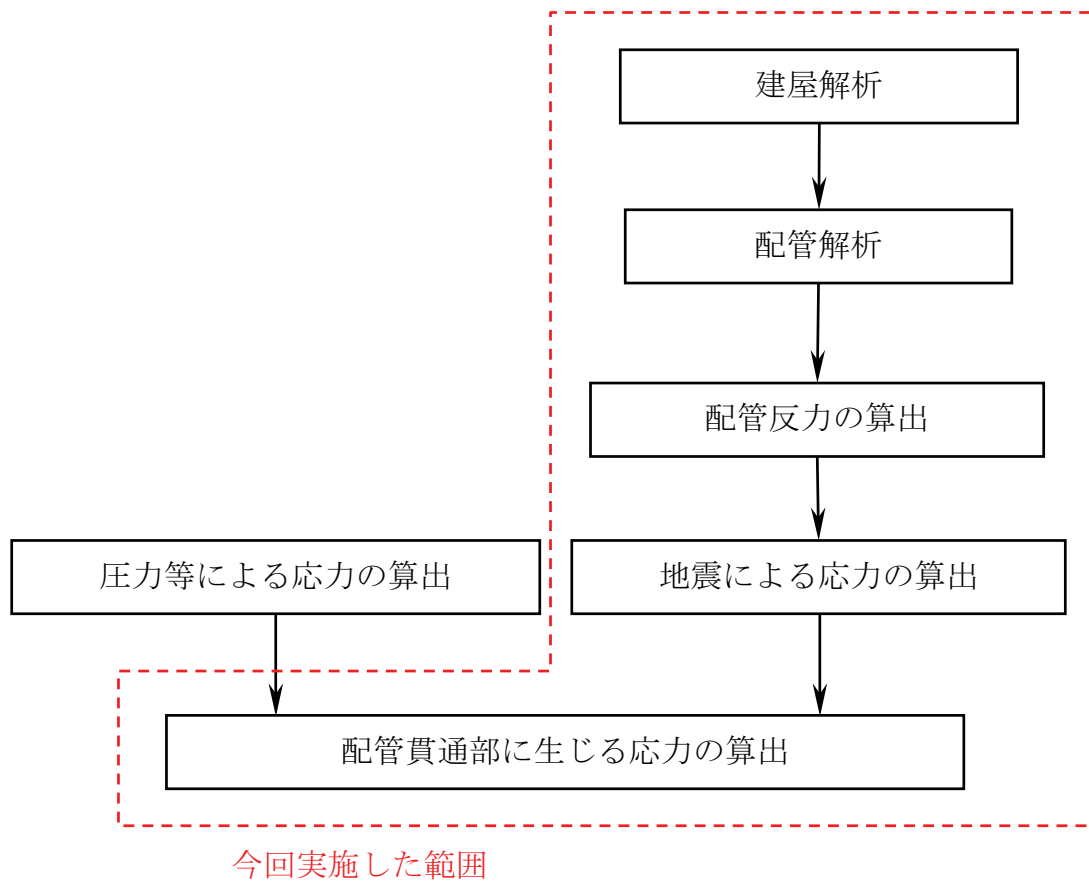 建屋解析
配管解析
配管反力の算出
圧力等による応力の算出
地震による応力の算出
配管貫通部に生じる応力の算出
今回実施した範囲